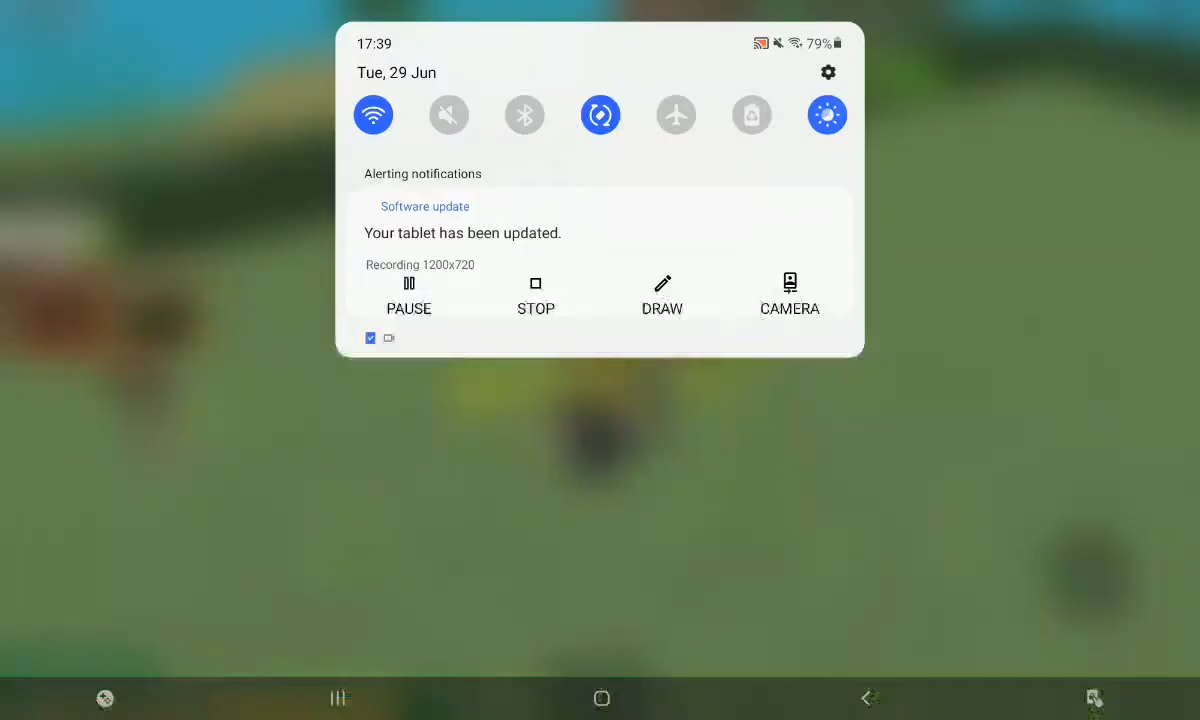 17:39
79%
Tue, 29 Jun
Alerting notifications
Software update
Your tablet has been updated.
Recording 1200x720
PAUSE STOP DRAW CAMERA